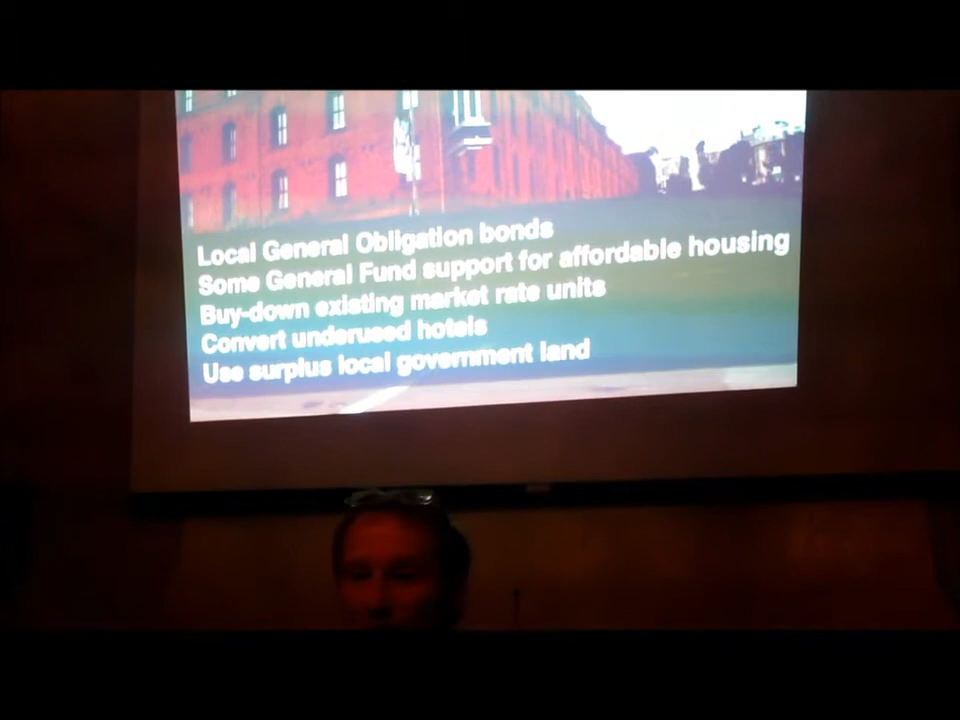 Local General Obligation bonds
Some General Fund support for affordable housing
Buy-down existing market rate units
Convert underused hotels
Use surplus local government land